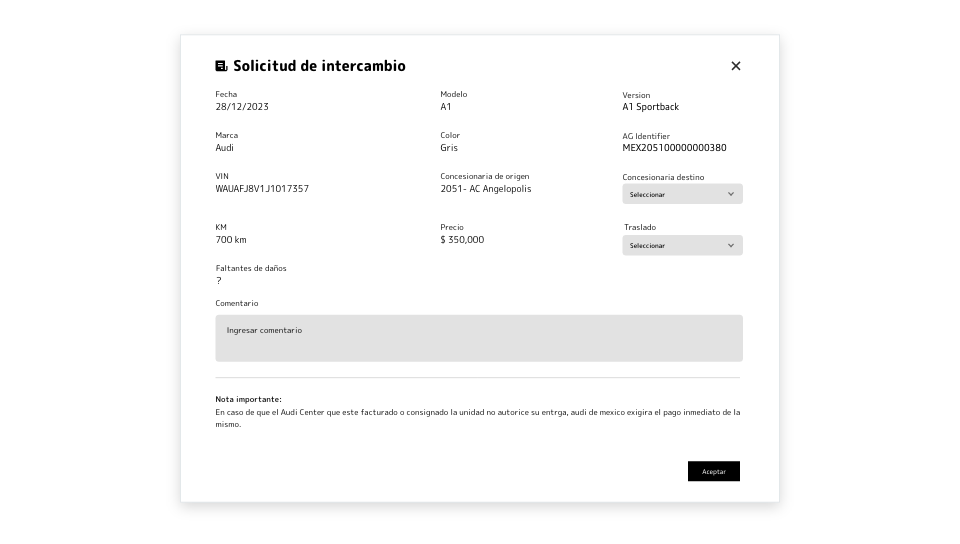 Solicitud de intercambio
Fecha
28/12/2023
Modelo
A1
Version
A1 Sportback
Marca
Audi
Color
Gris
AG Identifier
MEX205100000000380
VIN
WAUAFJ8V1J1017357
Concesionaria de origen
2051- AC Angelopolis
Concesionaria destino
Seleccionar
KM
700 km
Precio
$ 350,000
Traslado
Seleccionar
Faltantes de daños
?
Comentario
Ingresar comentario
Nota importante:
En caso de que el Audi Center que este facturado o consignado la unidad no autorice su entrga, audi de mexico exigira el pago inmediato de la
mismo.
Aceptar